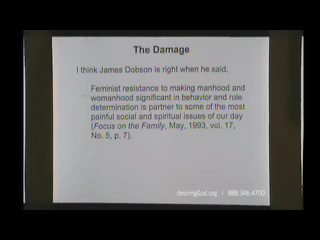 The Damage
I think James Dobson is right when he said,
Feminist resistance to making manhood and
womanhood significant in behavior and role
determination is partner to some of the most
painful social and spiritual issues of our day
(Focus on the Family, May, 1993, vol. 17,
No. 5, p. 7).
desiringGod.org | 888.346.4700